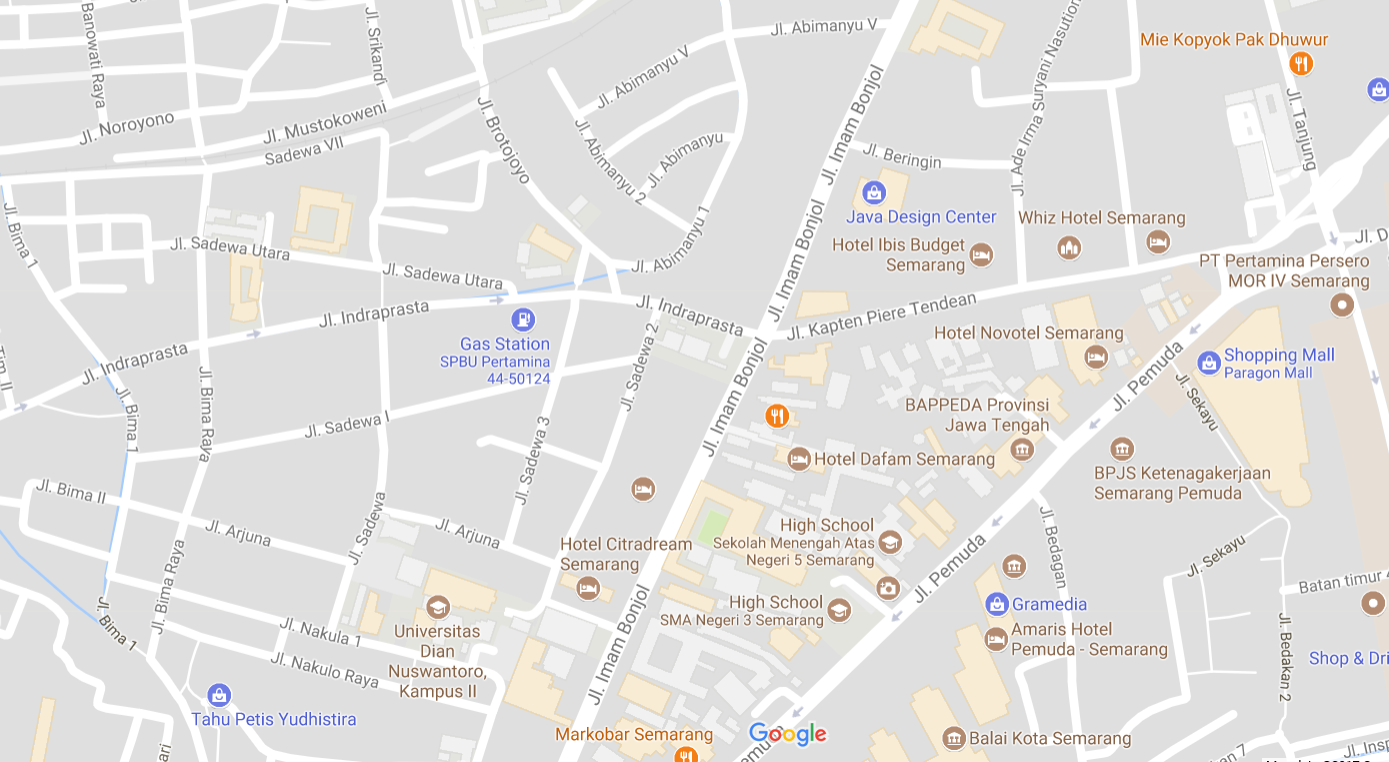 Banowati Raya
Jl. Srikandi
Jl. Abimanyu V
Jl. Abimanyu V
Jl. Ade Irma Suryani Nasution
Mie Kopyok Pak Dhuwur
Jl. Noroyono
Jl. Mustokoweni
Sadewa VII
Jl. Brotojoyo
Jl. Abimanyu 2
Jl. Abimanyu
Jl. Imam Bonjol
Jl. Beringin
Jl. Tanjung
Java Design Center
Whiz Hotel Semarang
Jl. Bima 1
Jl. Sadewa Utara
Jl. Sadewa Utara
Jl. Abimanyu 1
Jl. Imam Bonjol
Hotel Ibis Budget
Semarang
Jl. D
PT Pertamina Persero
MOR IV Semarang
Jl. Indraprasta
Jl. Indraprasta
Jl. Kapten Piere Tendean
Gas Station
SPBU Pertamina
44-50124
Hotel Novotel Semarang
Shopping Mall
Paragon Mall
Jl. Indraprasta
Jl. Bima Raya
Jl. Sadewa 2
Jl. Imam Bonjol
Jl. Pemuda
Jl. Sekayu
BAPPEDA Provinsi
Jawa Tengah
Jl. Bima 1
Jl. Sadewa I
Jl. Sadewa 3
Hotel Dafam Semarang
BPJS Ketenagakerjaan
Semarang Pemuda
Jl. Bima II
Jl. Arjuna
Jl. Sadewa
Jl. Arjuna
Hotel Citradream
Semarang
High School
Sekolah Menengah Atas
Negeri 5 Semarang
Jl. Pemuda
Jl. Bedagan
Jl. Sekayu
Jl. Bima Raya
Jl. Bima 1
Batan timur
High School
SMA Negeri 3 Semarang
Gramedia
Amaris Hotel
Pemuda - Semarang
Jl. Nakula 1
Jl. Nakulo Raya
Universitas
Dian
Nuswantoro,
Kampus II
Jl. Imam Bonjol
Jl. Bedakan 2
Shop & Dri
Tahu Petis Yudhistira
Markobar Semarang
Google
Balai Kota Semarang
Jl. Insp